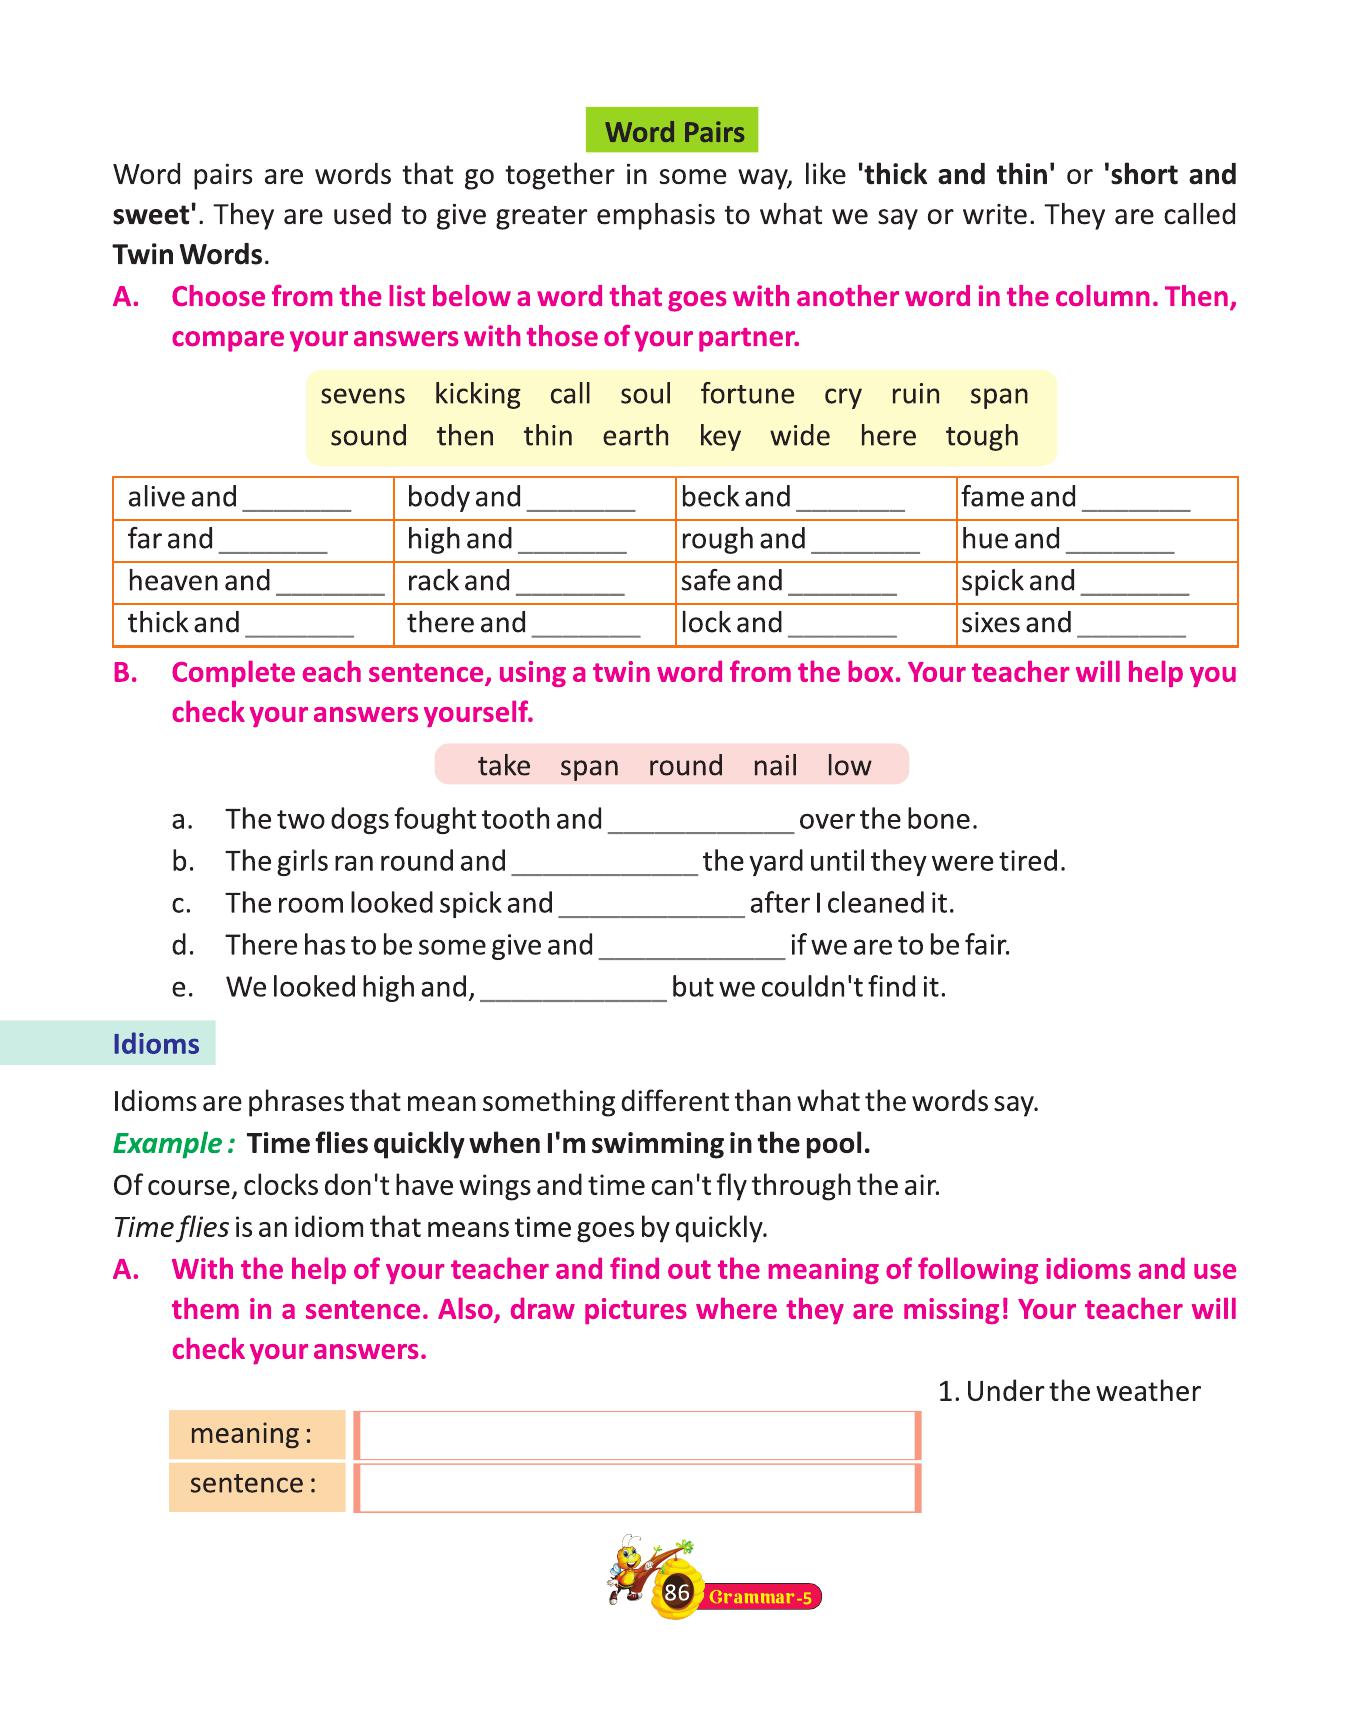 Word Pairs
Word pairs are words that go together in some way, like 'thick and thin' or 'short and
sweet'. They are used to give greater emphasis to what we say or write. They are called
Twin Words.
A. Choose from the list below a word that goes with another word in the column. Then,
compare your answers with those of your partner.
sevens kicking call soul fortune cry ruin span
sound then thin earth key wide here tough
alive and _______ body and _______ beck and _______ fame and _______
far and _______ high and _______ rough and _______ hue and _______
heaven and _______ rack and _______ safe and _______ spick and _______
thick and _______ there and _______ lock and _______ sixes and _______
B. Complete each sentence, using a twin word from the box. Your teacher will help you
check your answers yourself.
take span round nail low
a. The two dogs fought tooth and ____________ over the bone.
b. The girls ran round and ____________ the yard until they were tired.
c. The room looked spick and ____________ after I cleaned it.
d. There has to be some give and ____________ if we are to be fair.
e. We looked high and, ____________ but we couldn't find it.
Idioms
Idioms are phrases that mean something different than what the words say.
Example : Time flies quickly when I'm swimming in the pool.
Of course, clocks don't have wings and time can't fly through the air.
Time flies is an idiom that means time goes by quickly.
A. With the help of your teacher and find out the meaning of following idioms and use
them in a sentence. Also, draw pictures where they are missing! Your teacher will
check your answers.
1. Under the weather
meaning :
sentence :
86 Grammar-5